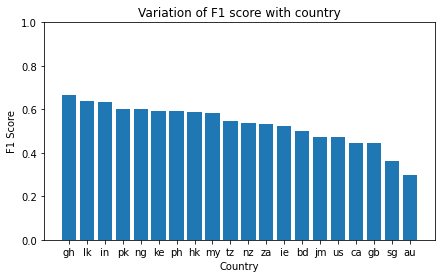 Variation of F1 score with country
1.0
0.8
0.6
0.4
0.2
0.0
F1 Score
gh lk in pk ng ke ph hk my tz nz za ie bd jm us ca gb sg au
Country